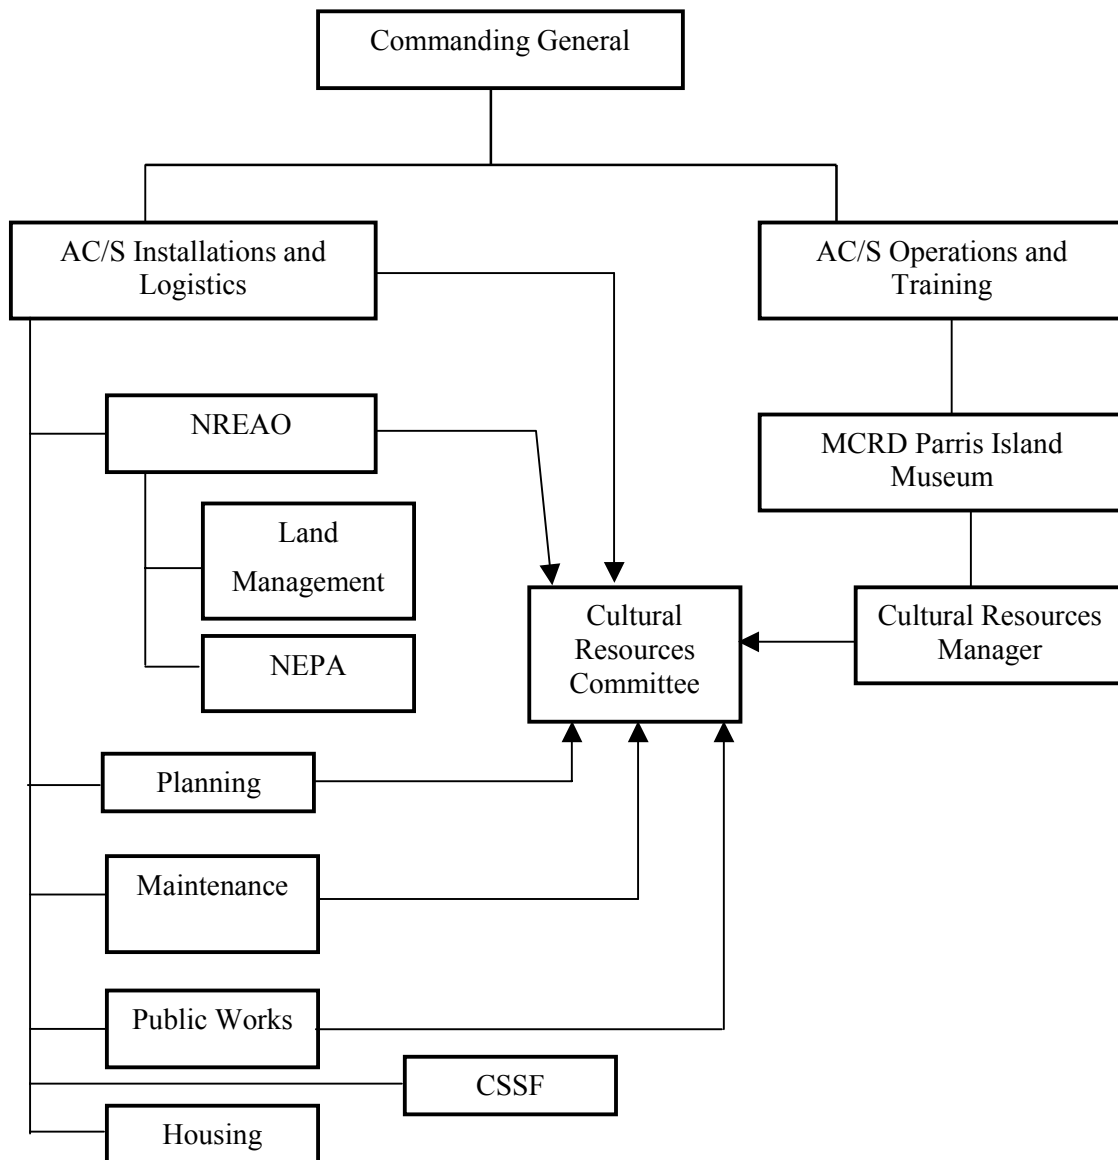 Commanding General
AC/S Installations and
Logistics
AC/S Operations and
Training
NREAO
MCRD Parris Island
Museum
Land
Management
Cultural
Resources
Committee
Cultural Resources
Manager
NEPA
Planning
Maintenance
Public Works
CSSF
Housing